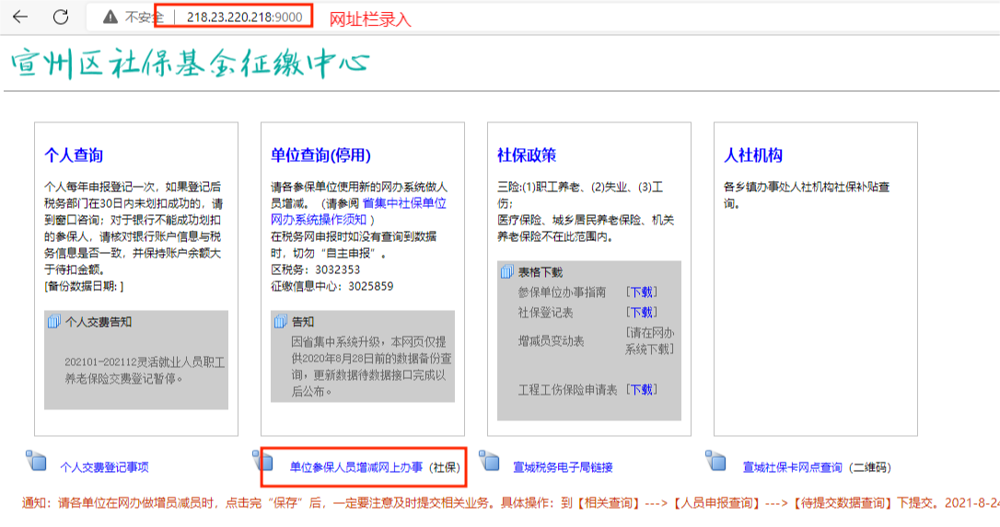 不安全 218.23.220.218:9000 网址栏录入
宣州区社保基金征缴中心
个人查询
个人每年申报登记一次，如果登记后
税务部门在30日内未划扣成功的，请
到窗口咨询；对于银行不能成功划扣
的参保人，请核对银行账户信息与税
务信息是否一致，并保持账户余额大
于待扣金额。
[备份数据日期: ]
个人交费告知
202101-202112灵活就业人员职工
养老保险交费登记暂停。
单位查询(停用)
请各参保单位使用新的网办系统做人
员增减。（请参阅 省集中社保单位
网办系统操作须知 ）
在税务网申报时如没有查询到数据
时，切勿“自主申报”。
区税务：3032353
征缴信息中心：3025859
告知
因省集中系统升级，本网页仅提
供2020年8月28日前的数据备份查
询，更新数据待数据接口完成以
后公布。
社保政策
三险:(1)职工养老、(2)失业、(3)工
伤；
医疗保险、城乡居民养老保险、机关
养老保险不在此范围内。
表格下载
参保单位办事指南 [下载]
社保登记表 [下载]
增减员变动表 [请在网办
系统下载]
工程工伤保险申请表 [下载]
人社机构
各乡镇办事处人社机构社保补贴查
询。
个人交费登记事项
单位参保人员增减网上办事（社保）
宣城税务电子局链接
宣城社保卡网点查询（二维码）
通知：请各单位在网办做增员减员时，点击完“保存”后，一定要注意及时提交相关业务。具体操作：到【相关查询】--->【人员申报查询】--->【待提交数据查询】下提交。2021-8-24